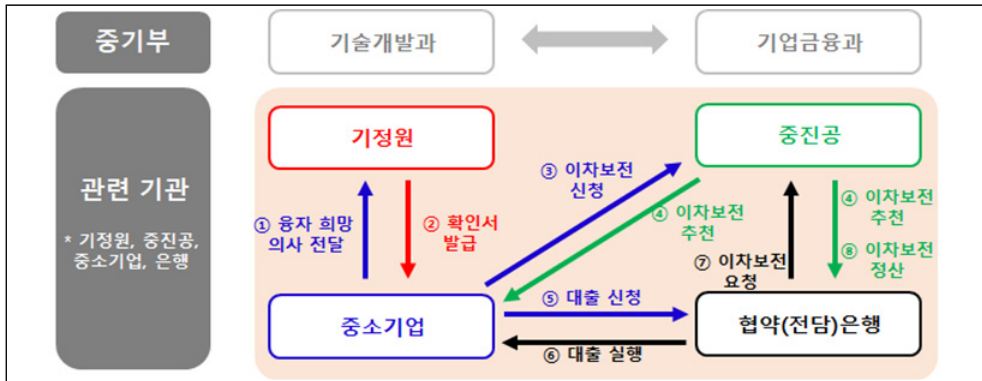 중기부
기술개발과
기업금융과
관련 기관
* 기정원, 중진공,
중소기업, 은행
기정원
중진공
① 융자 희망
의사 전달
② 확인서
발급
③ 이차보전
신청
④ 이차보전
추천
④ 이차보전
추천
⑦ 이차보전
요청
⑧ 이차보전
정산
⑤ 대출 신청
중소기업
협약(전담)은행
⑥ 대출 실행